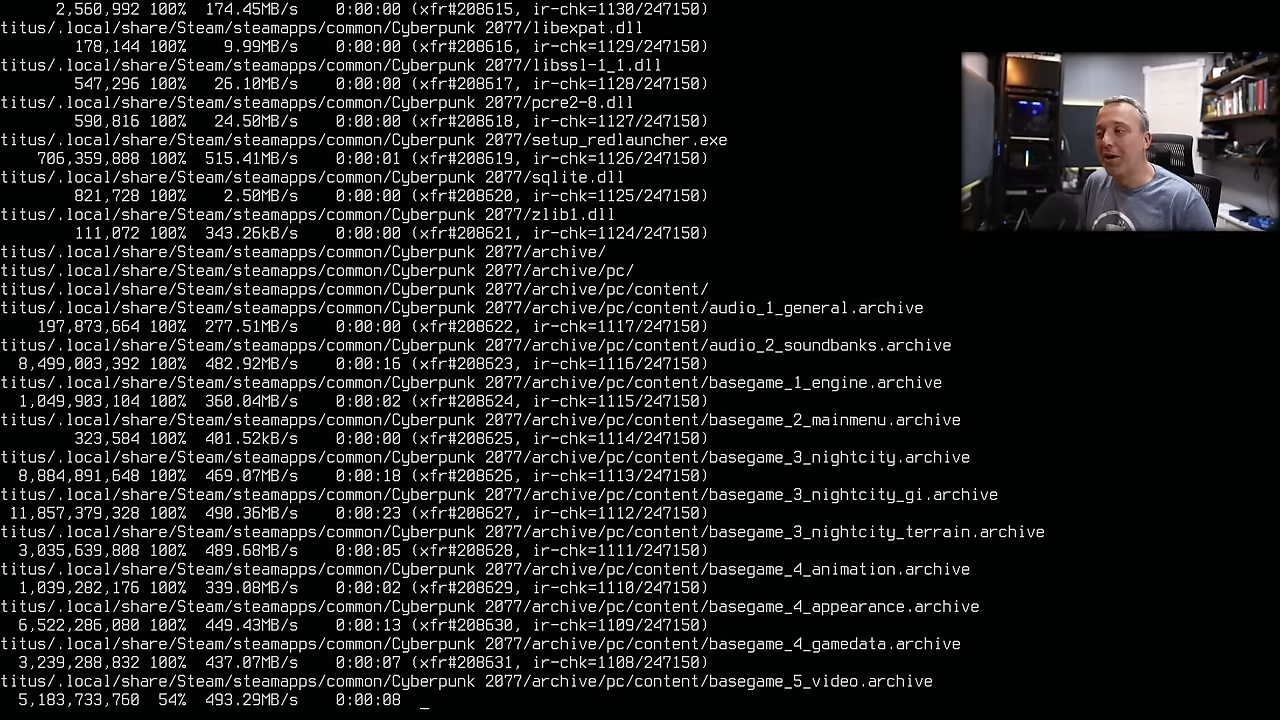 2,560,992 100% 174.45MB/s 0:00:00 (xfr#208615, ir-chk=1130/247150)
titus/.local/share/Steam/steamapps/common/Cyberpunk 2077/libexpat.dll
178,144 100% 9.99MB/s 0:00:00 (xfr#208616, ir-chk=1129/247150)
titus/.local/share/Steam/steamapps/common/Cyberpunk 2077/libssl-1_1.dll
547,296 100% 26.10MB/s 0:00:00 (xfr#208617, ir-chk=1128/247150)
titus/.local/share/Steam/steamapps/common/Cyberpunk 2077/pcre2-8.dll
590,816 100% 24.50MB/s 0:00:00 (xfr#208618, ir-chk=1127/247150)
titus/.local/share/Steam/steamapps/common/Cyberpunk 2077/setup_redlauncher.exe
706,359,888 100% 515.41MB/s 0:00:01 (xfr#208619, ir-chk=1126/247150)
titus/.local/share/Steam/steamapps/common/Cyberpunk 2077/sqlite.dll
821,728 100% 2.50MB/s 0:00:00 (xfr#208620, ir-chk=1125/247150)
titus/.local/share/Steam/steamapps/common/Cyberpunk 2077/zlib1.dll
111,072 100% 343.26kB/s 0:00:00 (xfr#208621, ir-chk=1124/247150)
titus/.local/share/Steam/steamapps/common/Cyberpunk 2077/archive/
titus/.local/share/Steam/steamapps/common/Cyberpunk 2077/archive/pc/
titus/.local/share/Steam/steamapps/common/Cyberpunk 2077/archive/pc/content/
titus/.local/share/Steam/steamapps/common/Cyberpunk 2077/archive/pc/content/audio_1_general.archive
197,873,664 100% 277.51MB/s 0:00:00 (xfr#208622, ir-chk=1117/247150)
titus/.local/share/Steam/steamapps/common/Cyberpunk 2077/archive/pc/content/audio_2_soundbanks.archive
8,499,003,392 100% 482.92MB/s 0:00:16 (xfr#208623, ir-chk=1116/247150)
titus/.local/share/Steam/steamapps/common/Cyberpunk 2077/archive/pc/content/basegame_1_engine.archive
1,049,903,104 100% 360.04MB/s 0:00:02 (xfr#208624, ir-chk=1115/247150)
titus/.local/share/Steam/steamapps/common/Cyberpunk 2077/archive/pc/content/basegame_2_mainmenu.archive
323,584 100% 401.52kB/s 0:00:00 (xfr#208625, ir-chk=1114/247150)
titus/.local/share/Steam/steamapps/common/Cyberpunk 2077/archive/pc/content/basegame_3_nightcity.archive
8,884,891,648 100% 469.07MB/s 0:00:18 (xfr#208626, ir-chk=1113/247150)
titus/.local/share/Steam/steamapps/common/Cyberpunk 2077/archive/pc/content/basegame_3_nightcity_gi.archive
11,857,379,328 100% 490.36MB/s 0:00:23 (xfr#208627, ir-chk=1112/247150)
titus/.local/share/Steam/steamapps/common/Cyberpunk 2077/archive/pc/content/basegame_3_nightcity_terrain.archive
3,035,639,808 100% 489.68MB/s 0:00:05 (xfr#208628, ir-chk=1111/247150)
titus/.local/share/Steam/steamapps/common/Cyberpunk 2077/archive/pc/content/basegame_4_animation.archive
1,039,282,176 100% 339.08MB/s 0:00:02 (xfr#208629, ir-chk=1110/247150)
titus/.local/share/Steam/steamapps/common/Cyberpunk 2077/archive/pc/content/basegame_4_appearance.archive
6,522,286,080 100% 449.43MB/s 0:00:13 (xfr#208630, ir-chk=1109/247150)
titus/.local/share/Steam/steamapps/common/Cyberpunk 2077/archive/pc/content/basegame_4_gamedata.archive
3,239,288,832 100% 437.07MB/s 0:00:07 (xfr#208631, ir-chk=1108/247150)
titus/.local/share/Steam/steamapps/common/Cyberpunk 2077/archive/pc/content/basegame_5_video.archive
5,183,733,760 54% 493.29MB/s 0:00:08 _